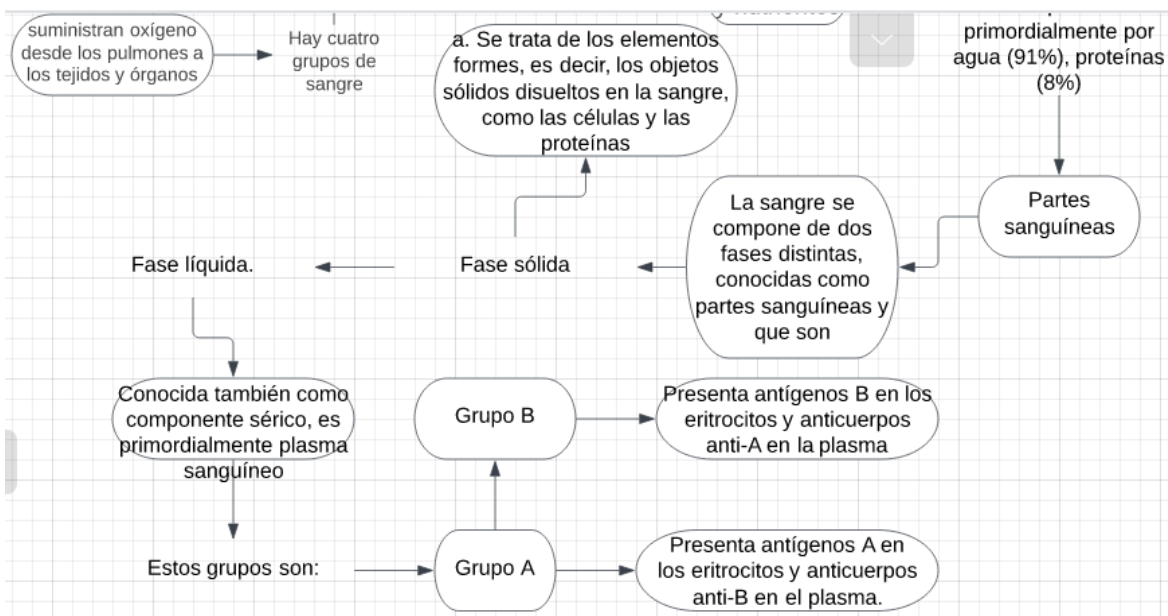 suministran oxígeno
desde los pulmones a
los tejidos y órganos
Hay cuatro
grupos de
sangre
a. Se trata de los elementos
formes, es decir, los objetos
sólidos disueltos en la sangre,
como las células y las
proteínas
primordialmente por
agua (91%), proteínas
(8%)
Partes
sanguíneas
La sangre se
compone de dos
fases distintas,
conocidas como
partes sanguíneas y
que son
Fase sólida
Fase líquida.
Conocida también como
componente sérico, es
primordialmente plasma
sanguíneo
Grupo B
Presenta antígenos B en los
eritrocitos y anticuerpos
anti-A en la plasma
Estos grupos son:
Grupo A
Presenta antígenos A en
los eritrocitos y anticuerpos
anti-B en el plasma.